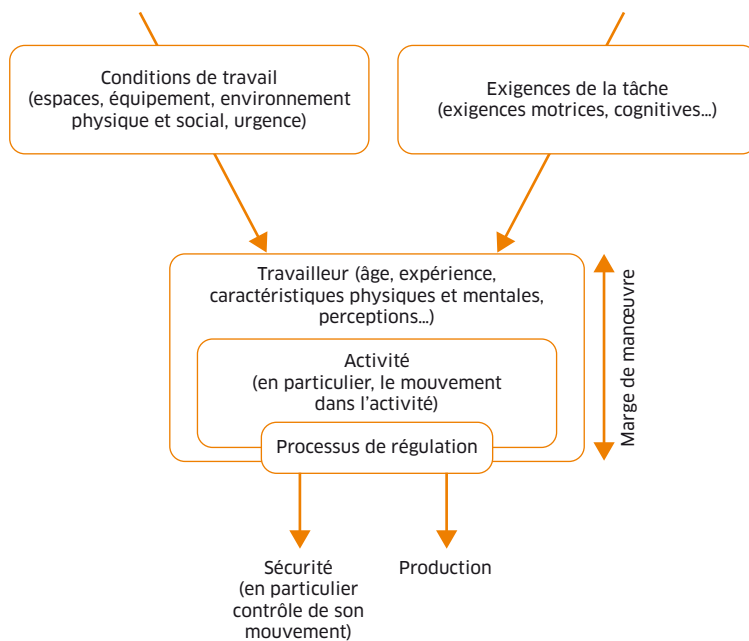 Conditions de travail
(espaces, équipement, environnement
physique et social, urgence)
Exigences de la tâche
(exigences motrices, cognitives...)
Travailleur (âge, expérience,
caractéristiques physiques et mentales,
perceptions...)
Activité
(en particulier, le mouvement
dans l'activité)
Processus de régulation
Marge de manœuvre
Sécurité
(en particulier
contrôle de son
mouvement)
Production